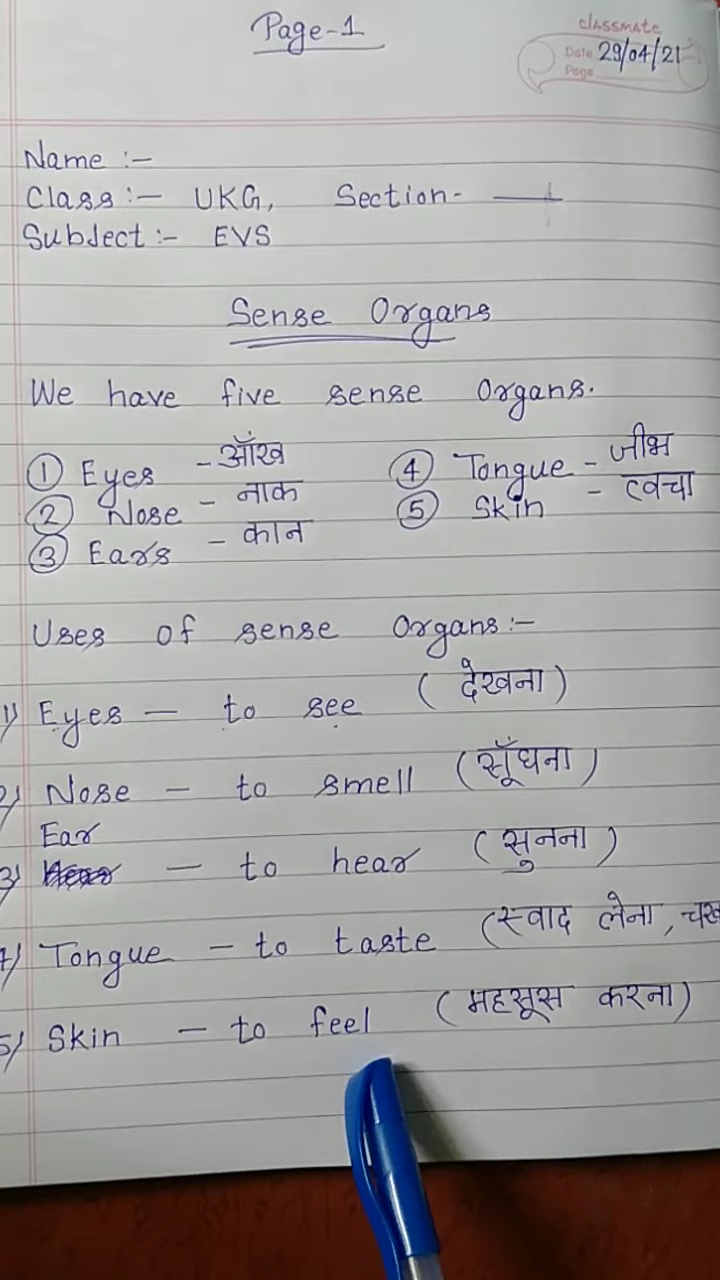 Page-1
classmate
Date 29/04/21
Page
Name :-
Class :- UKG, Section-
Subject :- EVS
Sense Organs
We have five sense Organs.
① Eyes - आँख
② Nose - नाक
③ Ears - कान
④ Tongue - जीभ
⑤ Skin - त्वचा
Uses of sense Organs :-
1) Eyes - to see (देखना)
2) Nose - to smell (सूँघना)
Ear
3) - to hear (सुनना)
4) Tongue - to taste (स्वाद लेना,
5) Skin - to feel (महसूस करना)